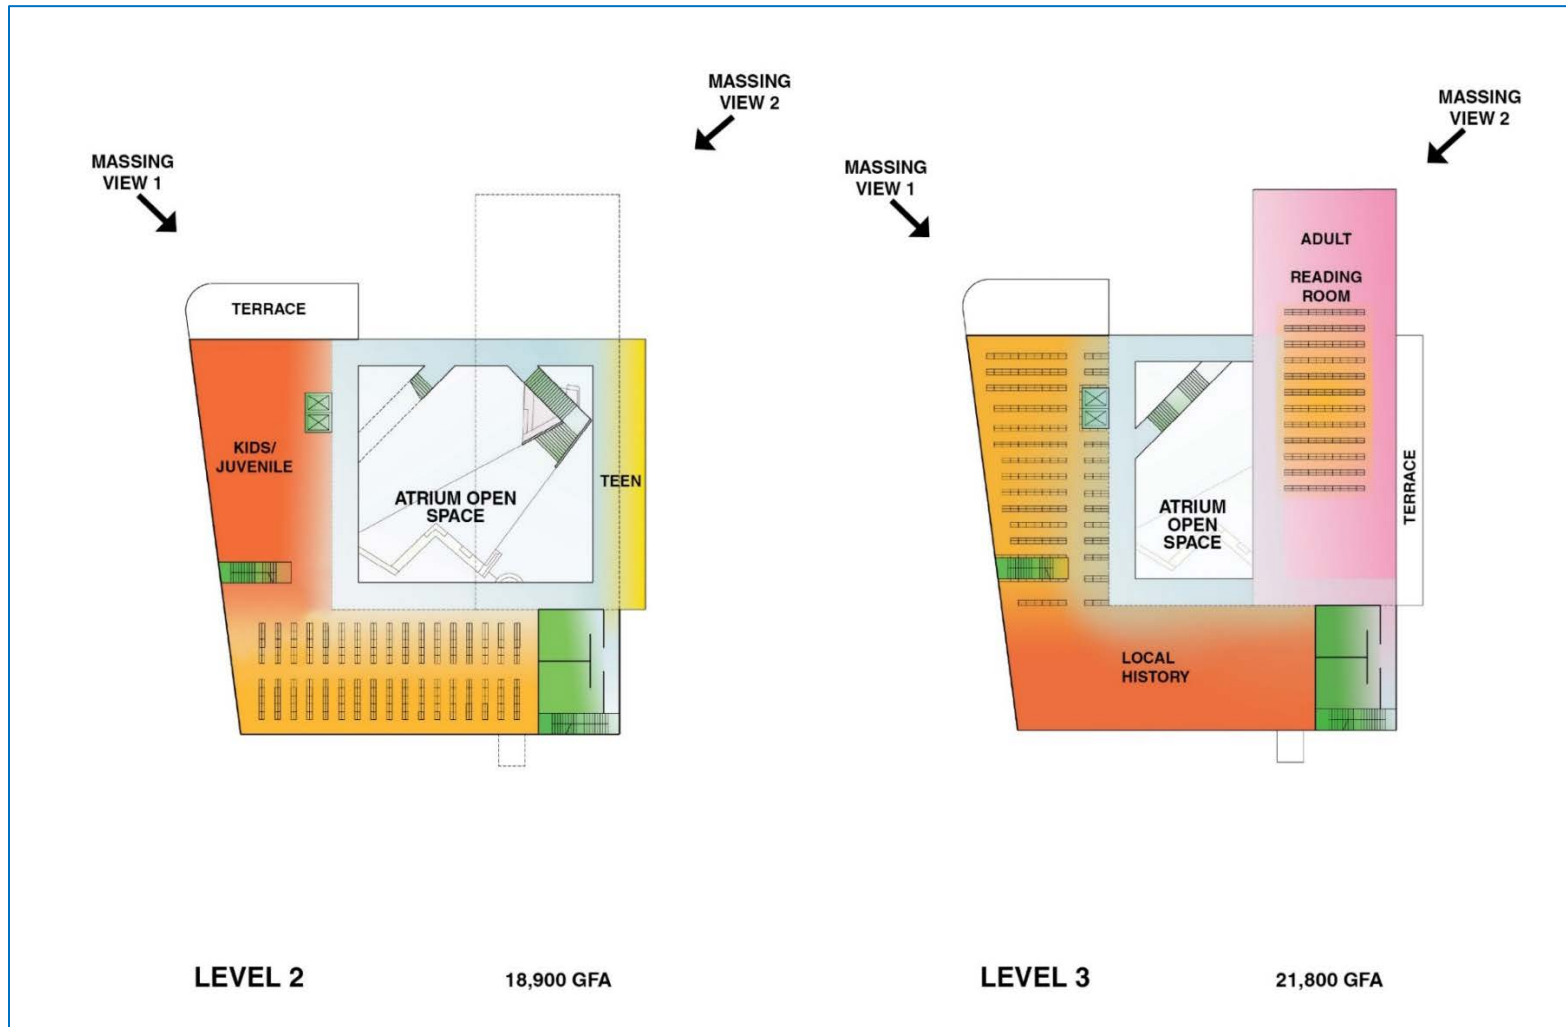 MASSING
VIEW 2
MASSING
VIEW 1
TERRACE
KIDS/
JUVENILE
TEEN
ATRIUM OPEN
SPACE
LEVEL 2
18,900 GFA
MASSING
VIEW 2
MASSING
VIEW 1
ADULT
READING
ROOM
TERRACE
ATRIUM
OPEN
SPACE
LOCAL
HISTORY
LEVEL 3
21,800 GFA